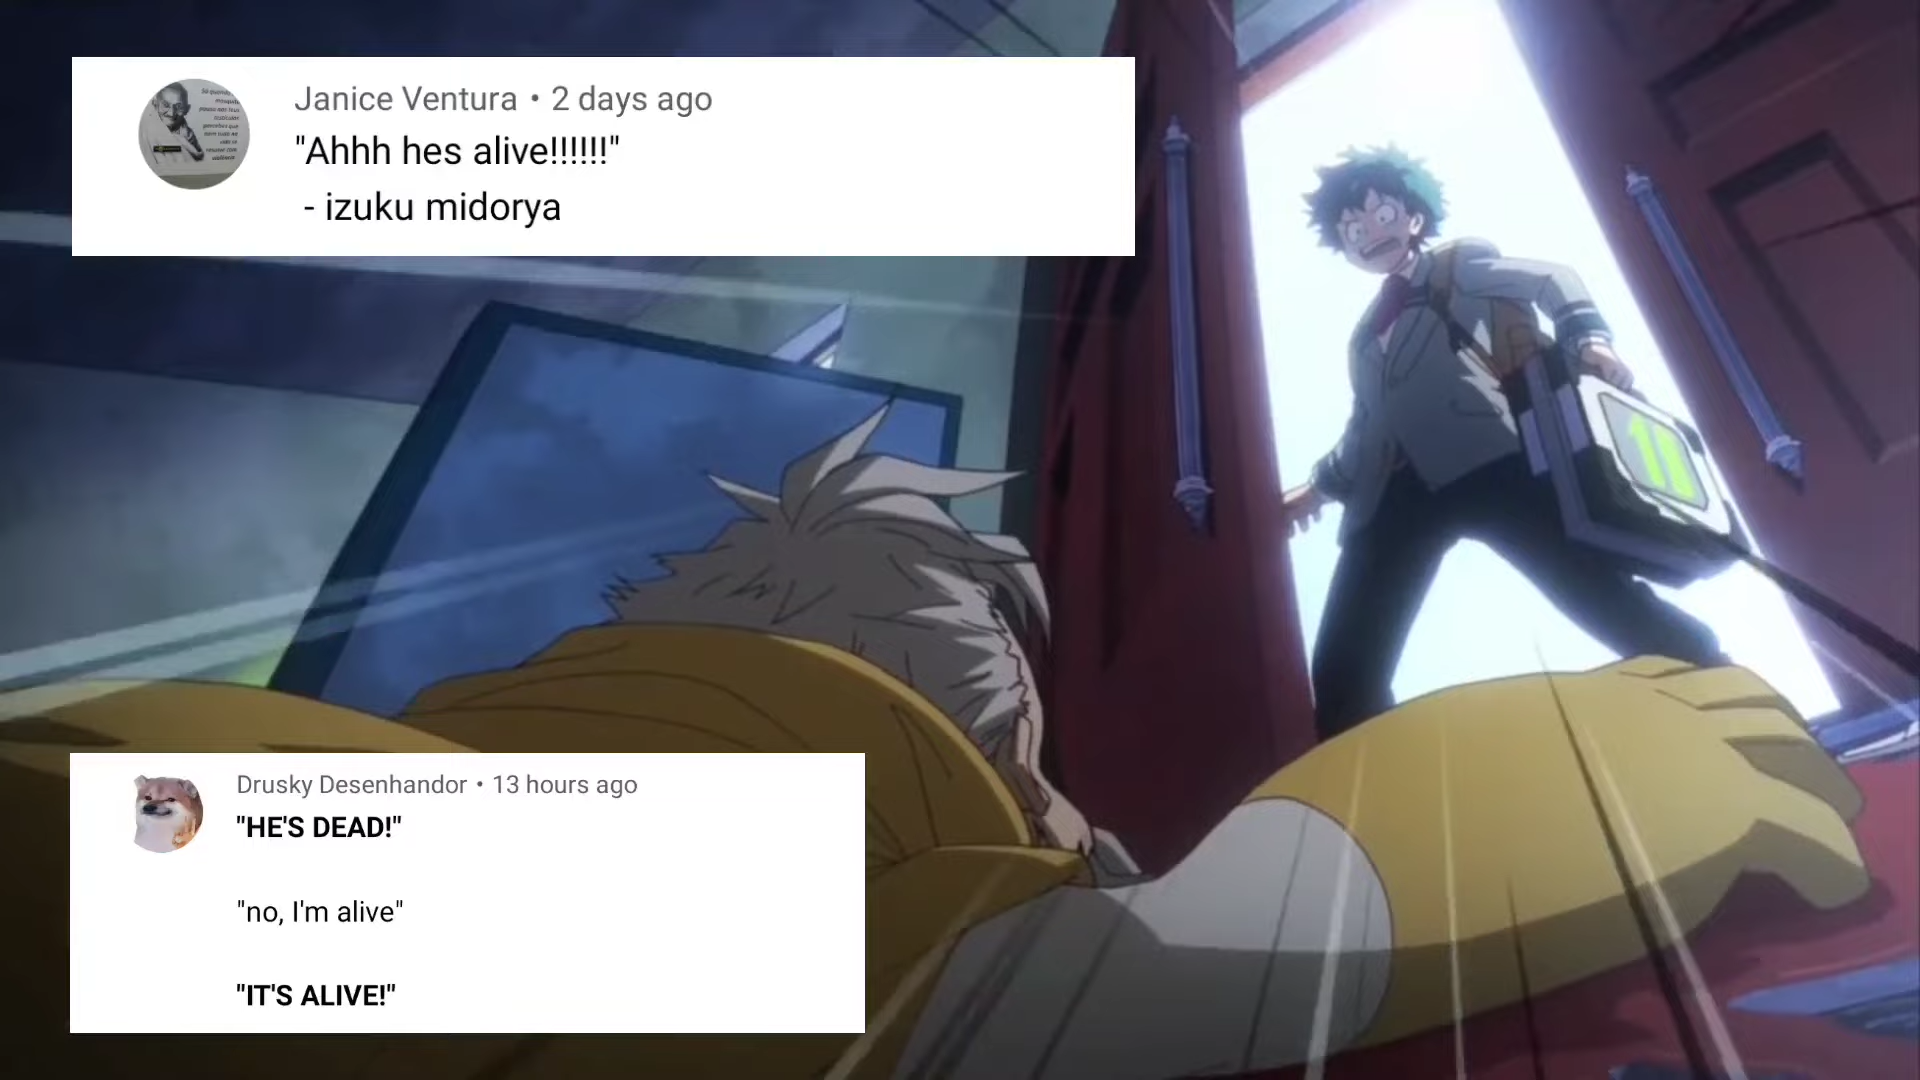 Janice Ventura • 2 days ago
"Ahhh hes alive!!!!!!"
- izuku midorya
18
Drusky Desenhandor • 13 hours ago
"HE'S DEAD!"
"no, I'm alive"
"IT'S ALIVE!"